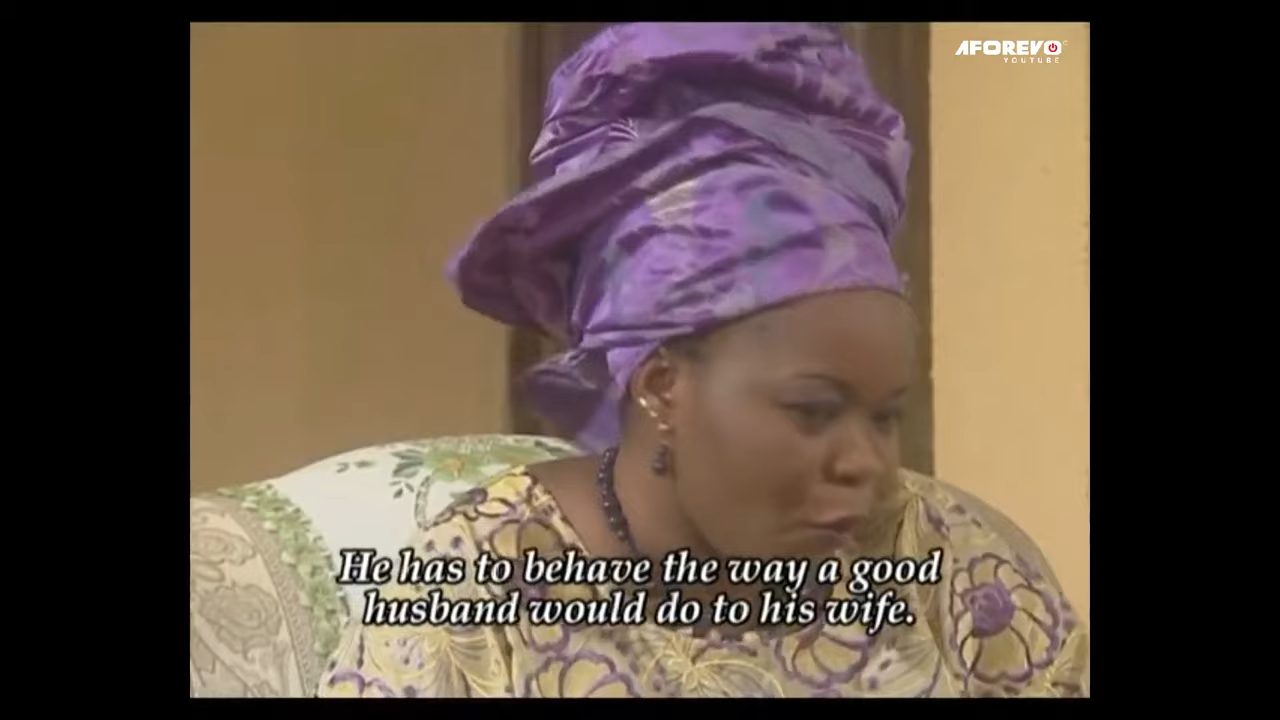 AFOREVO
YOUTUBE
He has to behave the way a good
husband would do to his wife.